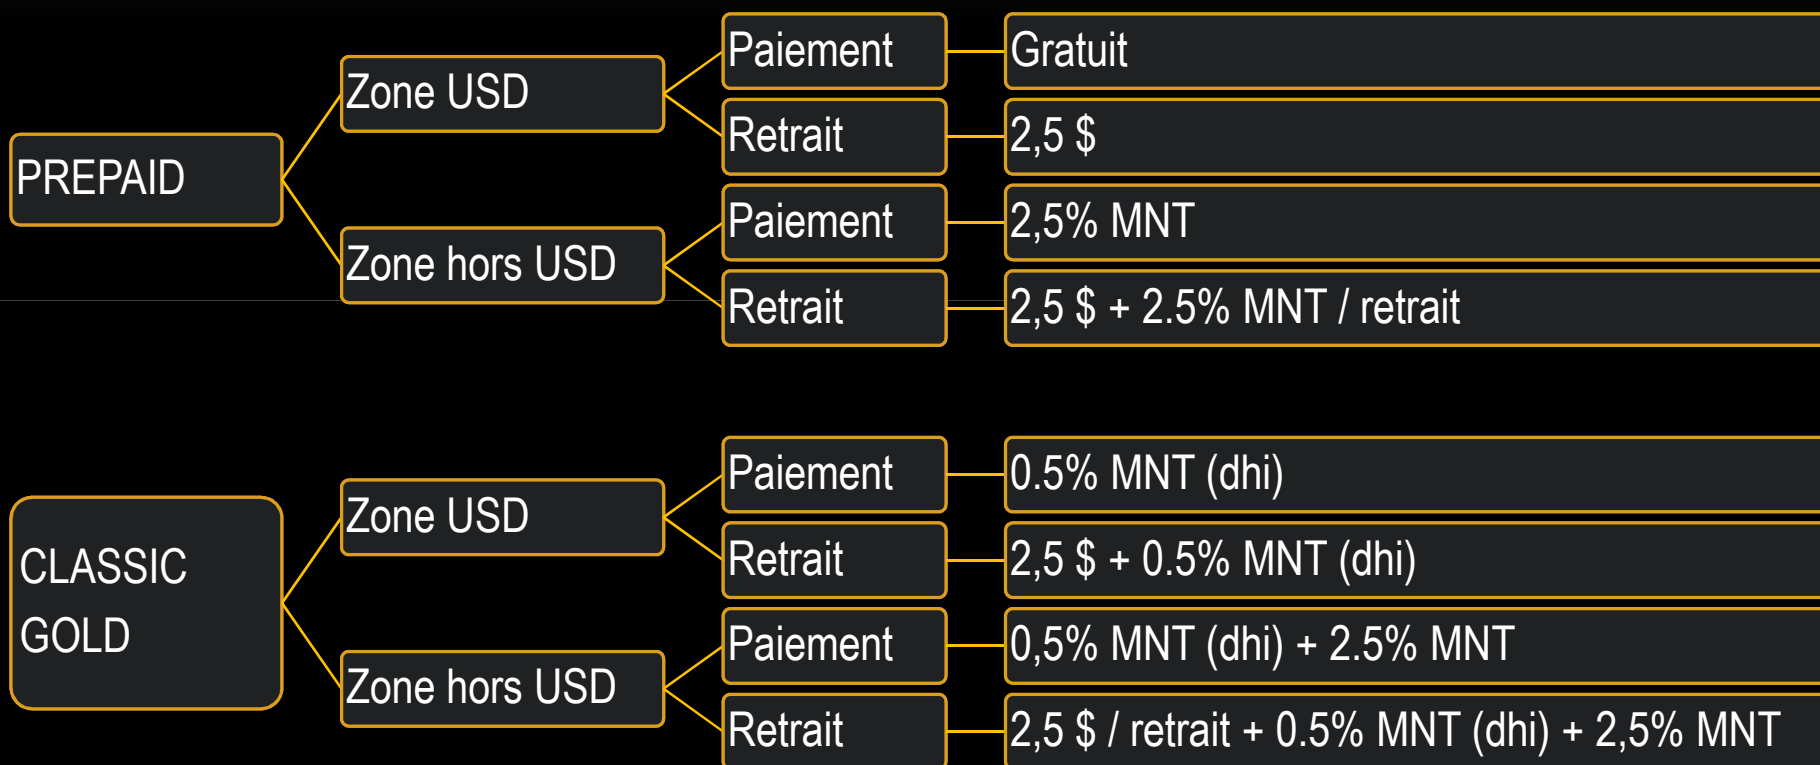 PREPAID
Zone USD
Paiement
Gratuit
Retrait
2,5 $
Zone hors USD
Paiement
2,5% MNT
Retrait
2,5 $ + 2.5% MNT / retrait
CLASSIC
GOLD
Zone USD
Paiement
0.5% MNT (dhi)
Retrait
2,5 $ + 0.5% MNT (dhi)
Zone hors USD
Paiement
0,5% MNT (dhi) + 2.5% MNT
Retrait
2,5 $ / retrait + 0.5% MNT (dhi) + 2,5% MNT